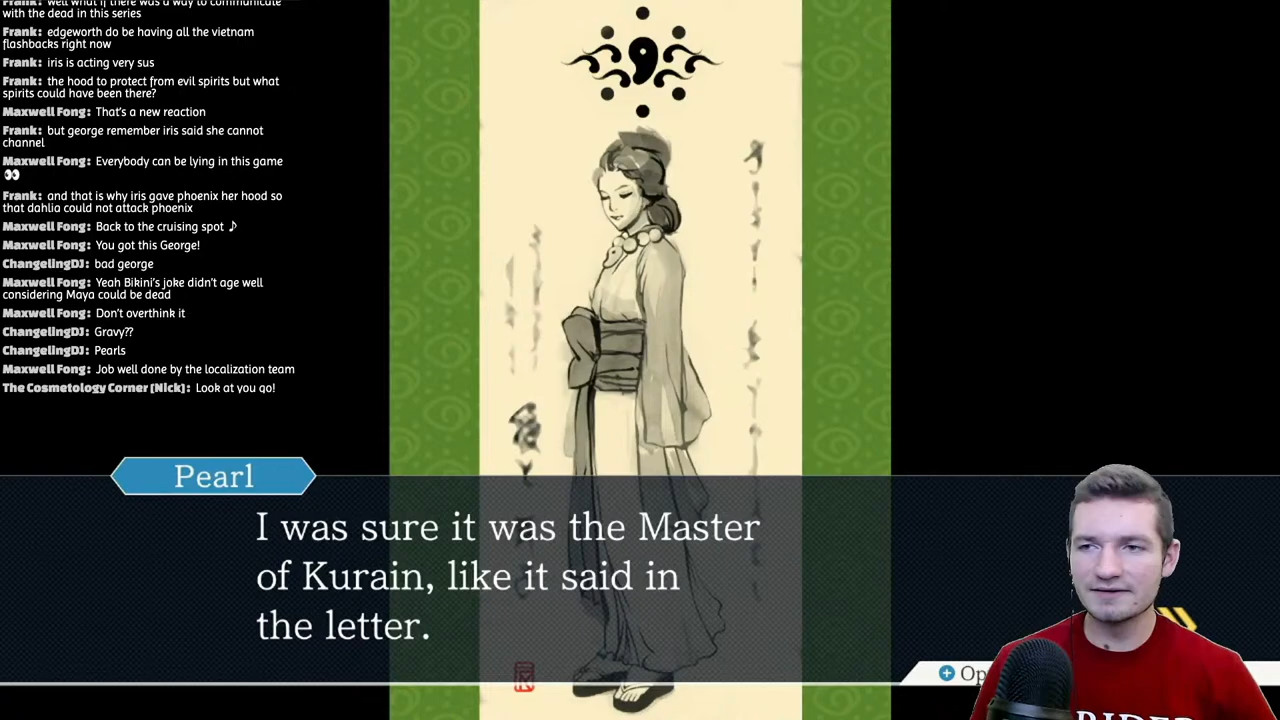 Frank: well what if there was a way to communicate
with the dead in this series
Frank: edgeworth do be having all the vietnam
flashbacks right now
Frank: iris is acting very sus
Frank: the hood to protect from evil spirits but what
spirits could have been there?
Maxwell Fong: That's a new reaction
Frank: but george remember iris said she cannot
channel
Maxwell Fong: Everybody can be lying in this game
👀
Frank: and that is why iris gave phoenix her hood so
that dahlia could not attack phoenix
Maxwell Fong: Back to the cruising spot ♪
Maxwell Fong: You got this George!
ChangelingDJ: bad george
Maxwell Fong: Yeah Bikini's joke didn't age well
considering Maya could be dead
Maxwell Fong: Don't overthink it
ChangelingDJ: Gravy??
ChangelingDJ: Pearls
Maxwell Fong: Job well done by the localization team
The Cosmetology Corner [Nick]: Look at you go!
Pearl
I was sure it was the Master
of Kurain, like it said in
the letter.